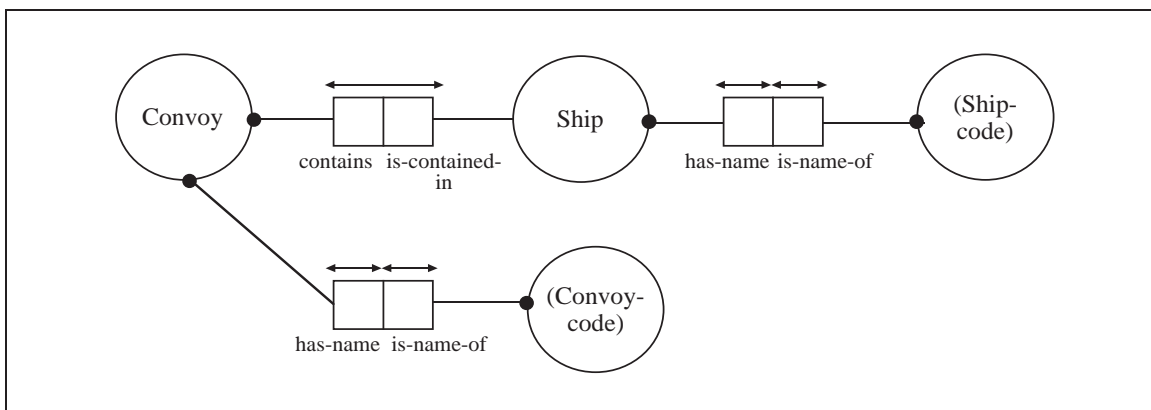 Convoy
Ship
(Ship-
code)
contains
is-contained-
in
has-name
is-name-of
(Convoy-
code)
has-name
is-name-of